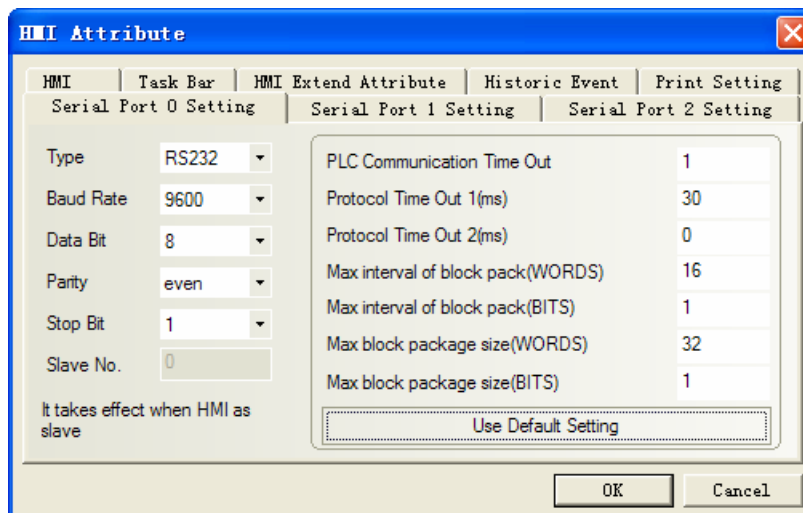 HMI Attribute
HMI Task Bar HMI Extend Attribute Historic Event Print Setting
Serial Port 0 Setting Serial Port 1 Setting Serial Port 2 Setting
Type RS232
Baud Rate 9600
Data Bit 8
Parity even
Stop Bit 1
Slave No. 0
It takes effect when HMI as
slave
PLC Communication Time Out 1
Protocol Time Out 1(ms) 30
Protocol Time Out 2(ms) 0
Max interval of block pack(WORDS) 16
Max interval of block pack(BITS) 1
Max block package size(WORDS) 32
Max block package size(BITS) 1
Use Default Setting
OK Cancel